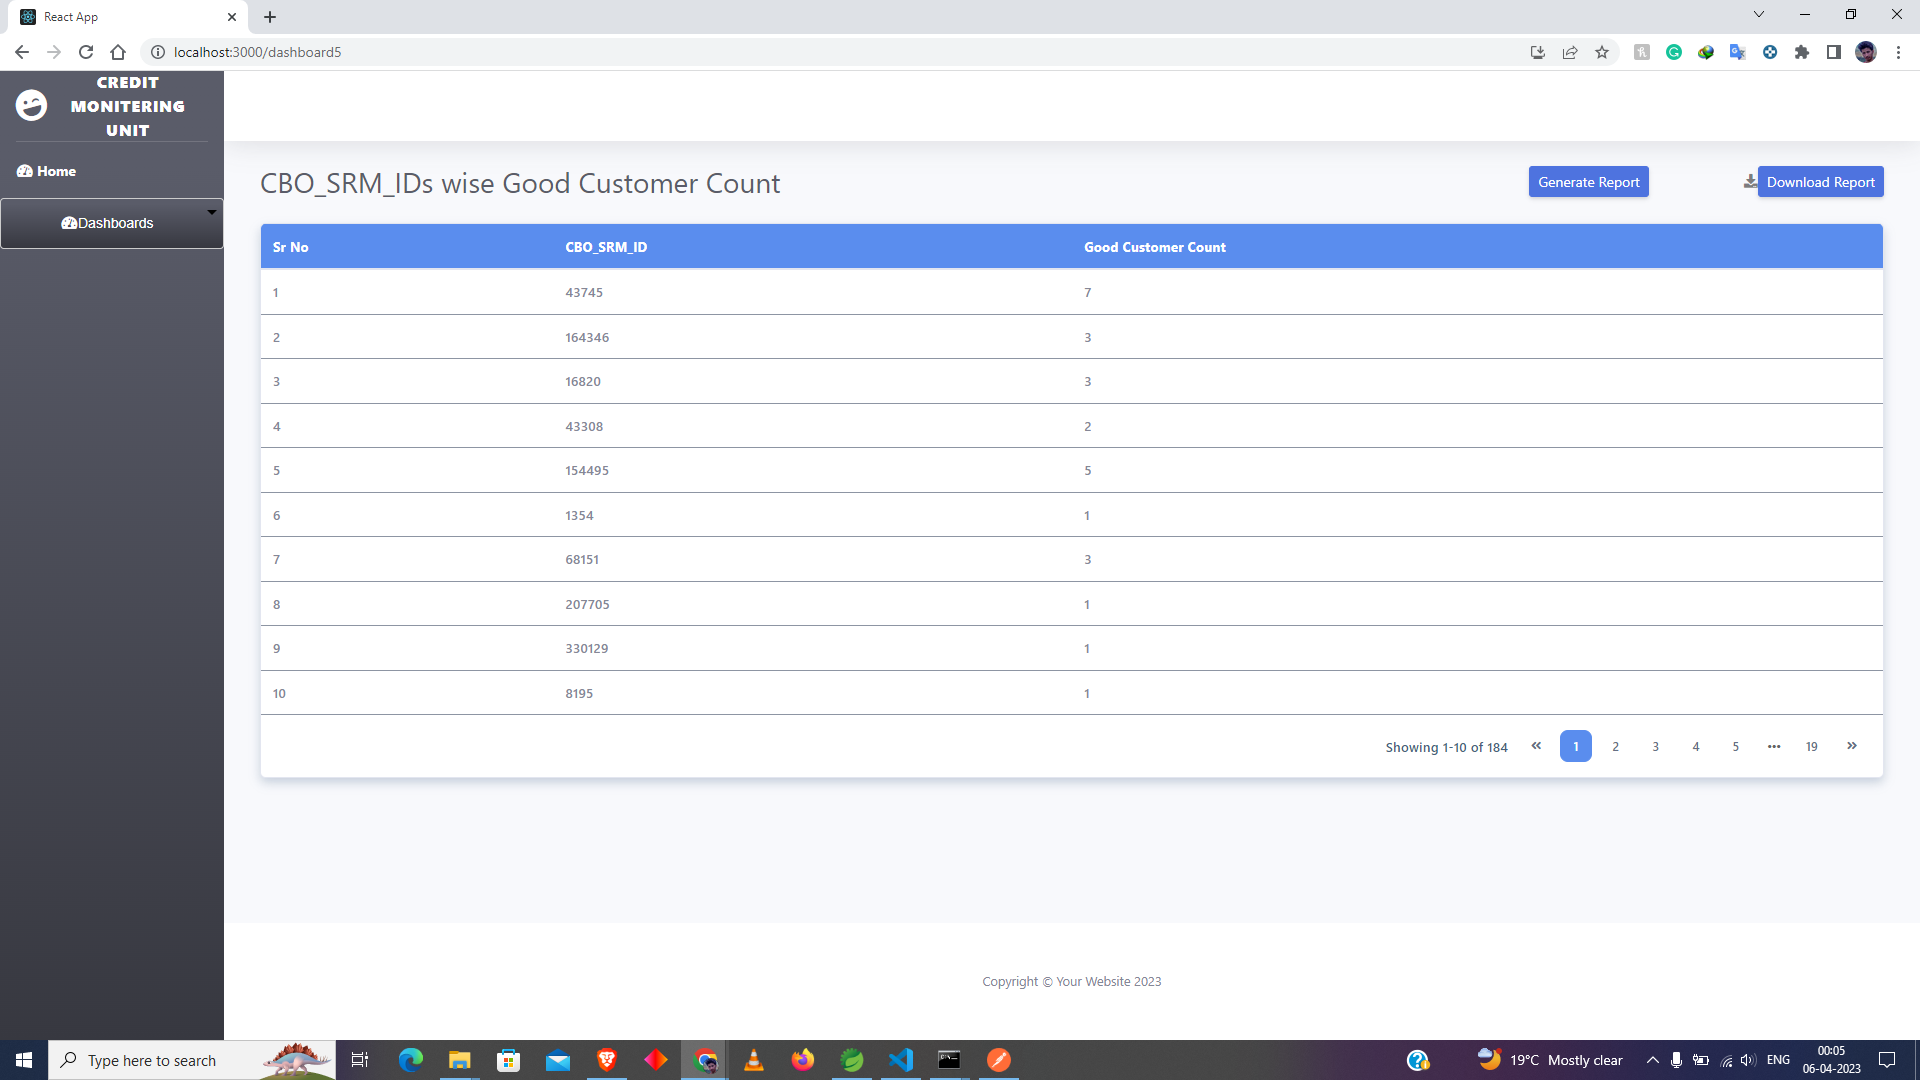 React App
localhost:3000/dashboard5
CREDIT
MONITERING
UNIT
Home
Dashboards
CBO_SRM_IDs wise Good Customer Count
Generate Report
Download Report
Sr No CBO_SRM_ID Good Customer Count
1 43745 7
2 164346 3
3 16820 3
4 43308 2
5 154495 5
6 1354 1
7 68151 3
8 207705 1
9 330129 1
10 8195 1
Showing 1-10 of 184 « 1 2 3 4 5 ••• 19 »
Copyright © Your Website 2023
Type here to search
19°C Mostly clear
ENG
00:05
06-04-2023